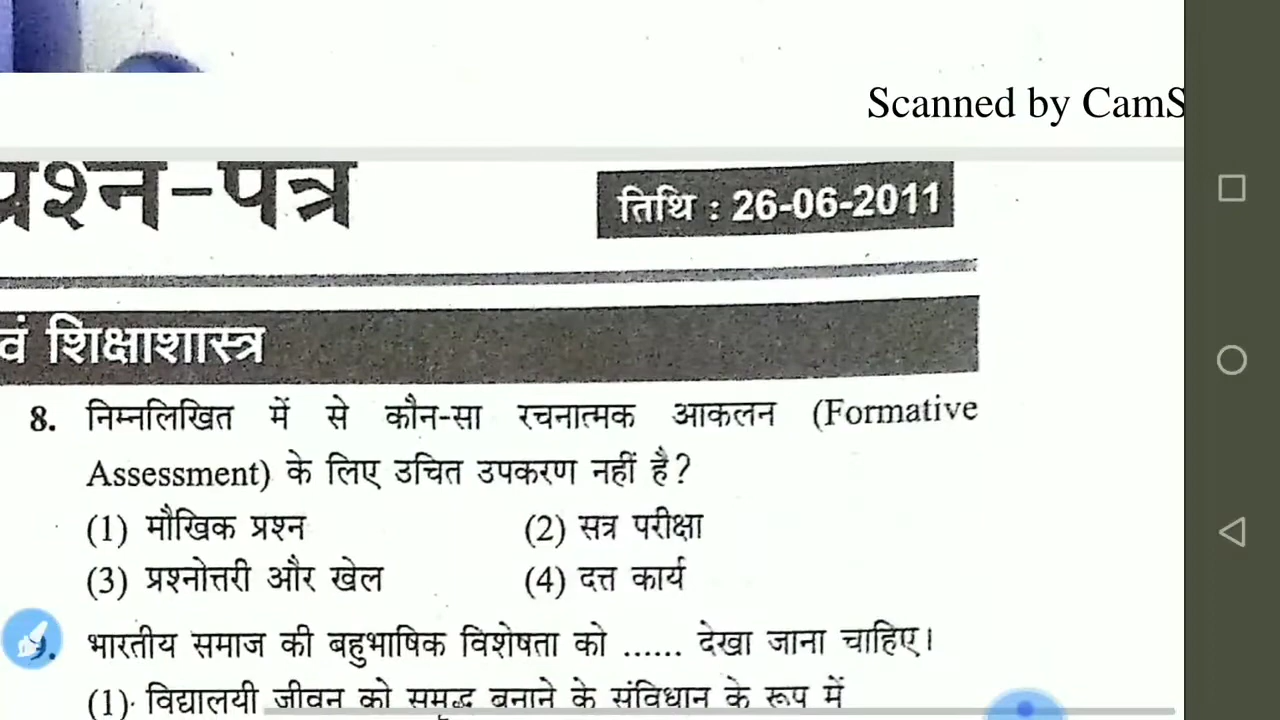 Scanned by CamS
प्रश्न-पत्र
तिथि : 26-06-2011
वं शिक्षाशास्त्र
8. निम्नलिखित में से कौन-सा रचनात्मक आकलन (Formative
Assessment) के लिए उचित उपकरण नहीं है?
(1) मौखिक प्रश्न (2) सत्र परीक्षा
(3) प्रश्नोत्तरी और खेल (4) दत्त कार्य
9. भारतीय समाज की बहुभाषिक विशेषता को ...... देखा जाना चाहिए।
(1) विद्यालयी जीवन को समृद्ध बनाने के संविधान के रूप में